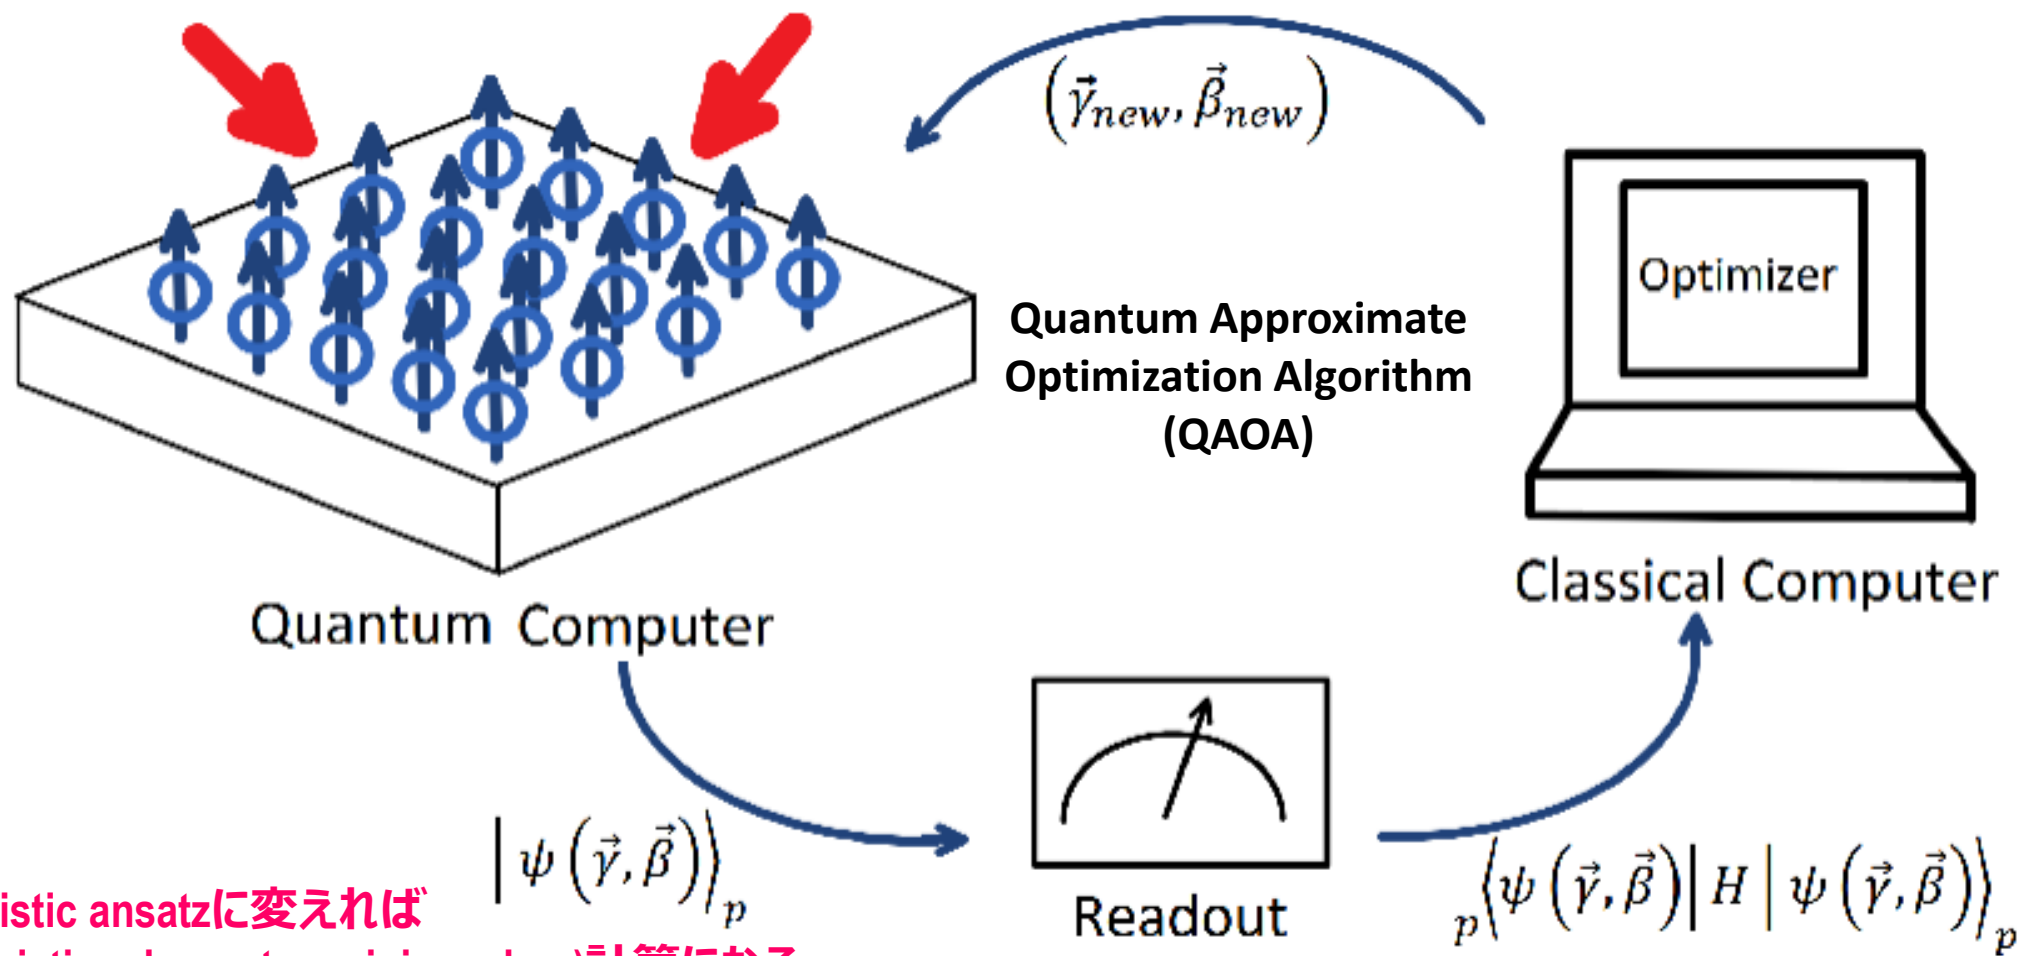 (γ⃗new, β⃗new)
Optimizer
Quantum Approximate
Optimization Algorithm
(QAOA)
Classical Computer
Quantum Computer
| ψ (γ⃗, β⃗)⟩p
Readout
p⟨ψ (γ⃗, β⃗)| H | ψ (γ⃗, β⃗)⟩p
istic ansatzに変えれば